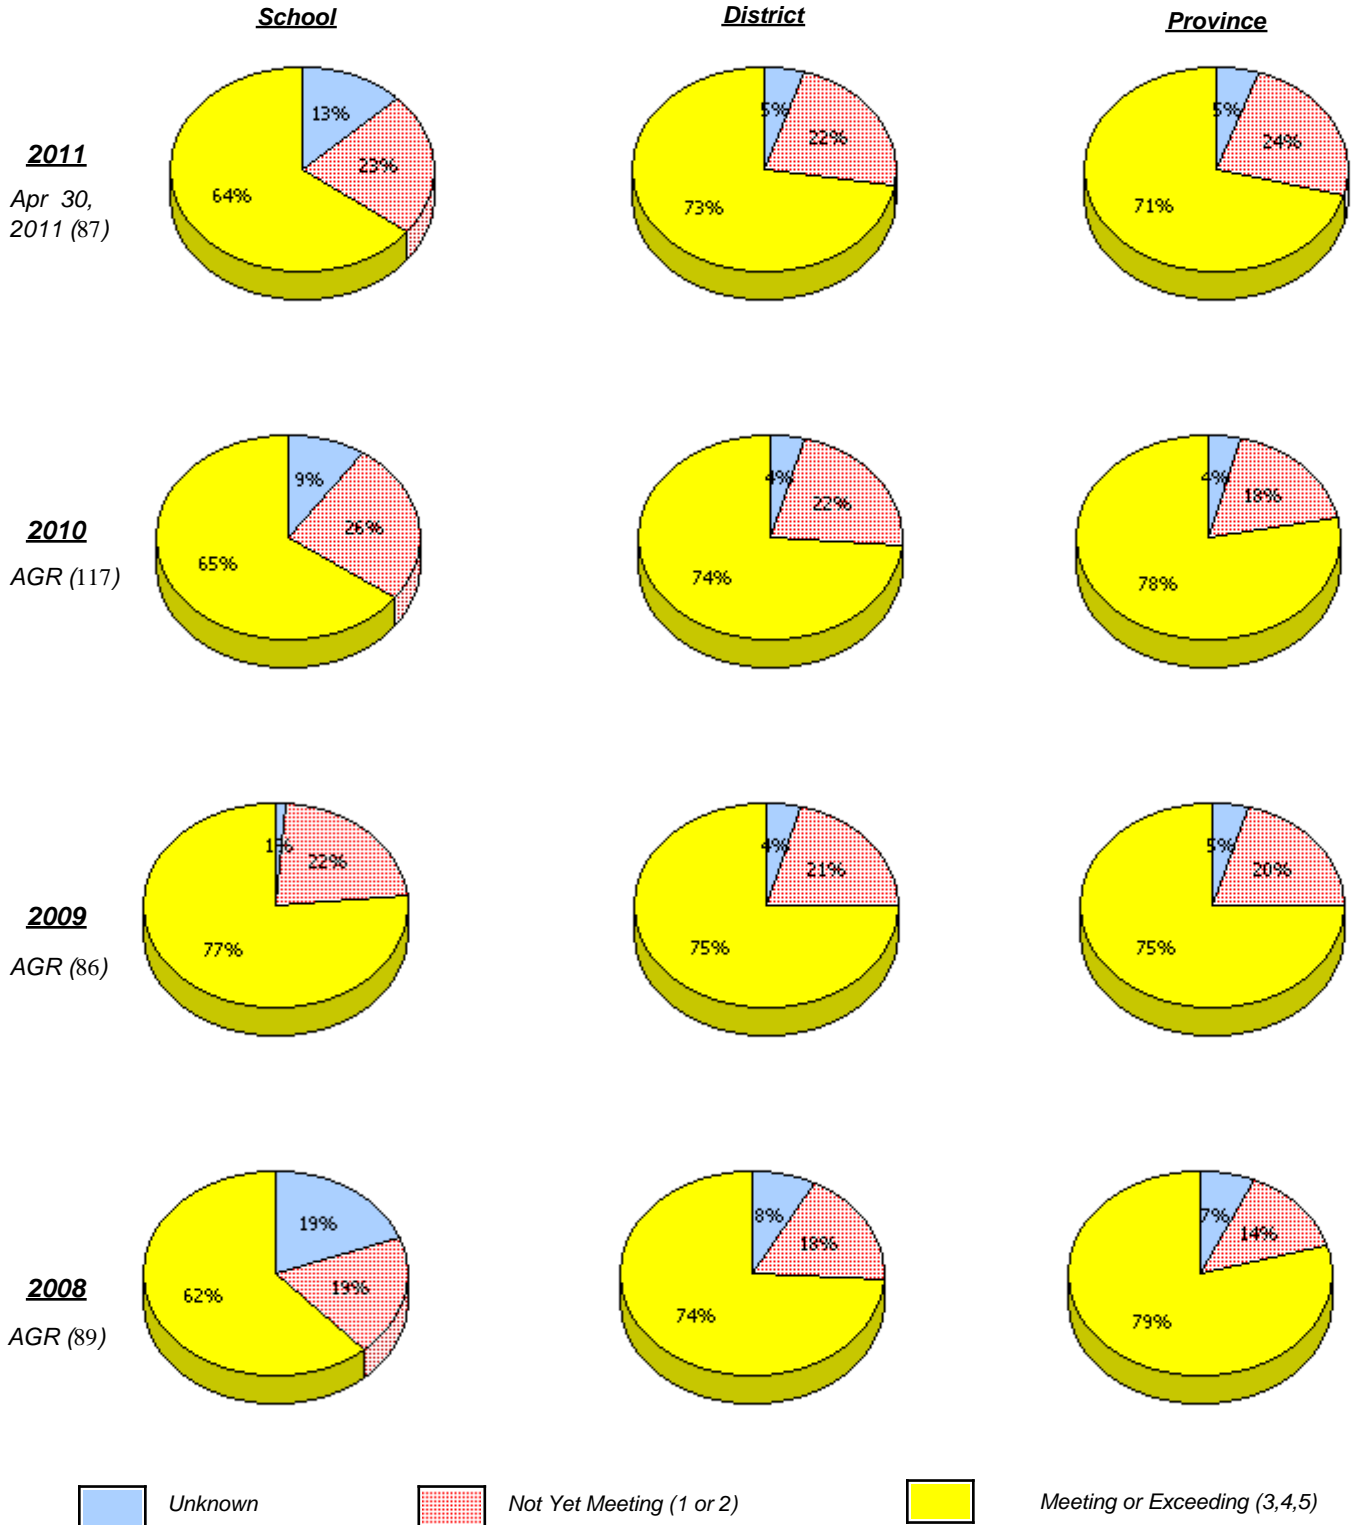 School District Province
2011
Apr 30,
2011 (87)
13% 23% 64%
5% 22% 73%
5% 24% 71%
2010
AGR (117)
9% 26% 65%
4% 22% 74%
4% 18% 78%
2009
AGR (86)
1% 22% 77%
4% 21% 75%
5% 20% 75%
2008
AGR (89)
19% 19% 62%
8% 18% 74%
7% 14% 79%
Unknown Not Yet Meeting (1 or 2) Meeting or Exceeding (3,4,5)